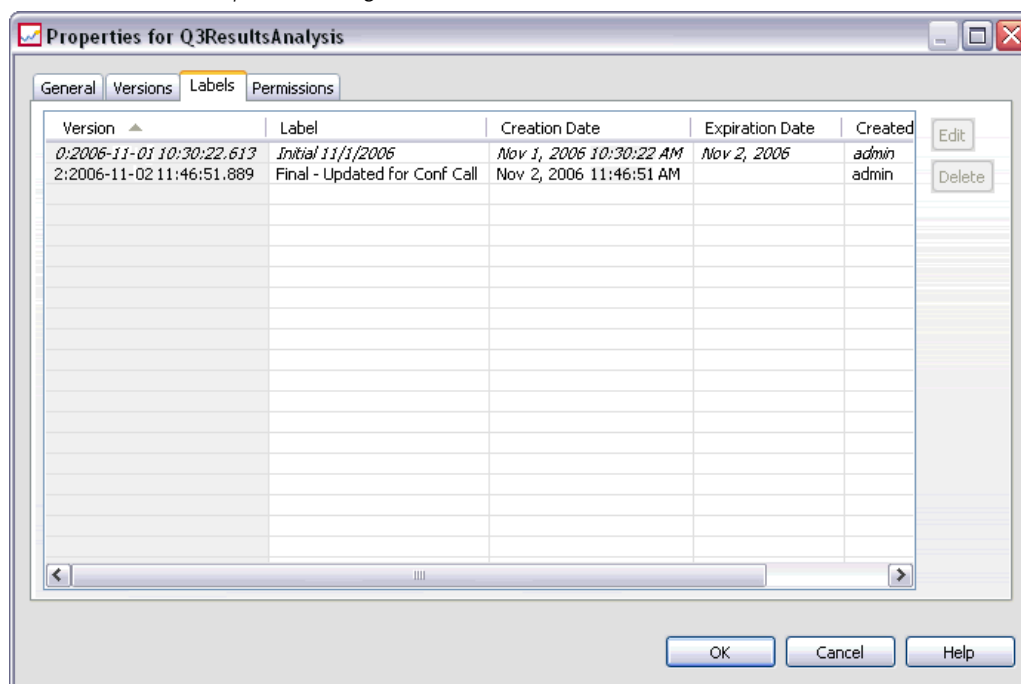 Properties for Q3ResultsAnalysis
General Versions Labels Permissions
Version Label Creation Date Expiration Date Created
0:2006-11-01 10:30:22.613 Initial 11/1/2006 Nov 1, 2006 10:30:22 AM Nov 2, 2006 admin
2:2006-11-02 11:46:51.889 Final - Updated for Conf Call Nov 2, 2006 11:46:51 AM admin
Edit
Delete
OK Cancel Help